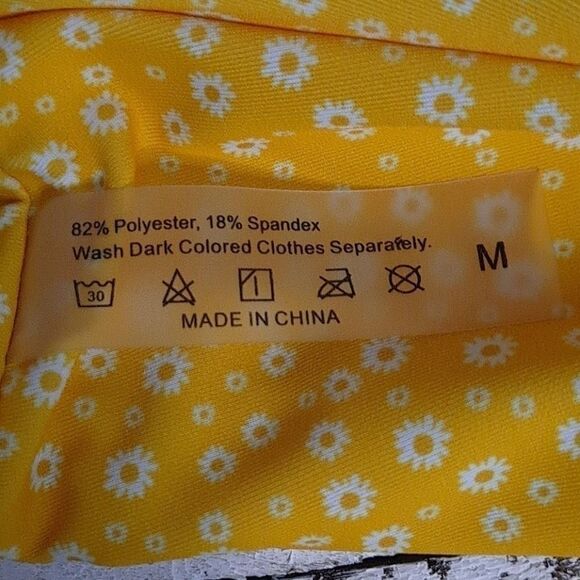 82% Polyester, 18% Spandex
Wash Dark Colored Clothes Separately.
M
30
MADE IN CHINA